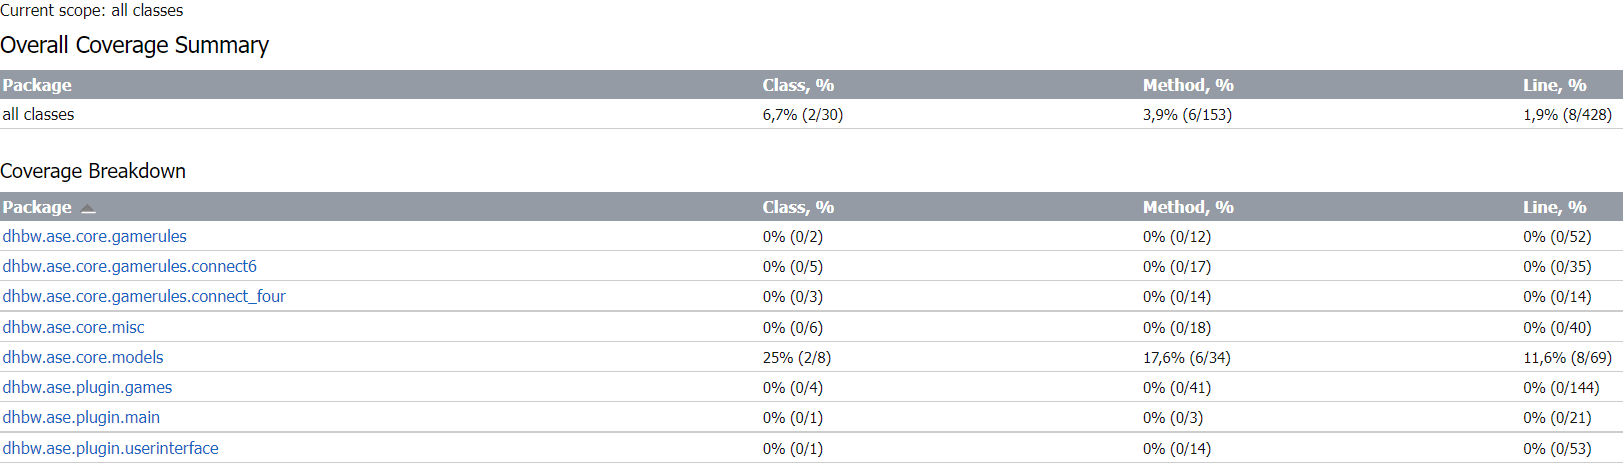 Current scope: all classes
Overall Coverage Summary
Package Class, % Method, % Line, %
all classes 6,7% (2/30) 3,9% (6/153) 1,9% (8/428)
Coverage Breakdown
Package Class, % Method, % Line, %
dhbw.ase.core.gamerules 0% (0/2) 0% (0/12) 0% (0/52)
dhbw.ase.core.gamerules.connect6 0% (0/5) 0% (0/17) 0% (0/35)
dhbw.ase.core.gamerules.connect_four 0% (0/3) 0% (0/14) 0% (0/14)
dhbw.ase.core.misc 0% (0/6) 0% (0/18) 0% (0/40)
dhbw.ase.core.models 25% (2/8) 17,6% (6/34) 11,6% (8/69)
dhbw.ase.plugin.games 0% (0/4) 0% (0/41) 0% (0/144)
dhbw.ase.plugin.main 0% (0/1) 0% (0/3) 0% (0/21)
dhbw.ase.plugin.userinterface 0% (0/1) 0% (0/14) 0% (0/53)